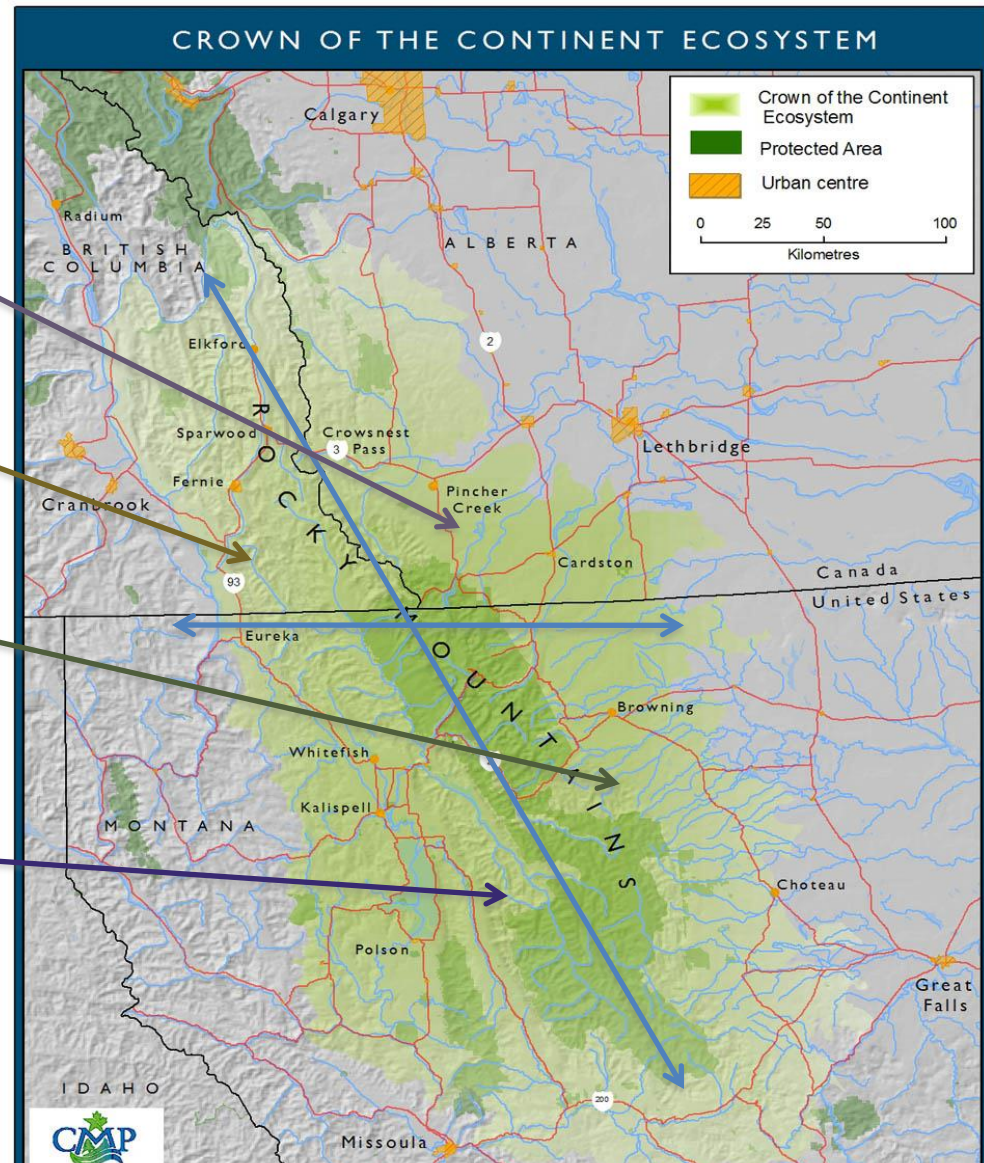 CROWN OF THE CONTINENT ECOSYSTEM
Crown of the Continent
Ecosystem
Protected Area
Urban centre
0 25 50 100
Kilometres
Calgary
Radium
BRITISH
COLUMBIA
ALBERTA
Elkford
2
Sparwood
Crowsnest
Pass
3
Lethbridge
Fernie
Cranbrook
Pincher
Creek
Cardston
93
Canada
United States
Eureka
ROCKY MOUNTAINS
Browning
Whitefish
Kalispell
MONTANA
Choteau
Polson
Great
Falls
IDAHO
200
CMP
Missoula